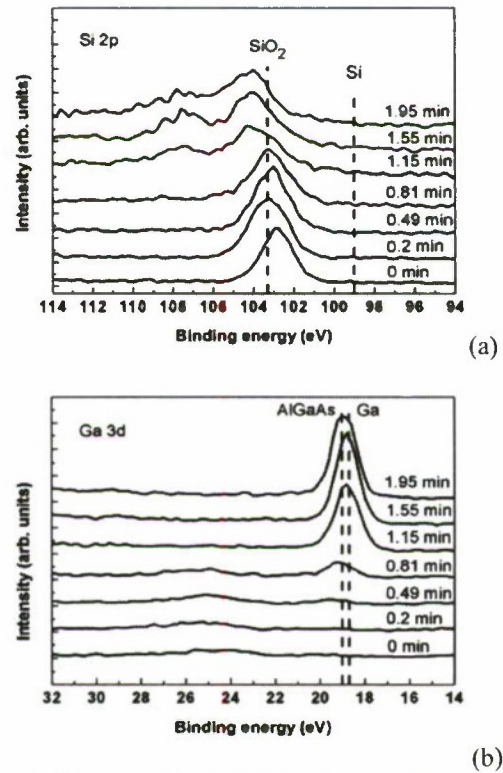 Si 2p
SiO2
Si
1.95 min
1.55 min
1.15 min
0.81 min
0.49 min
0.2 min
0 min
Intensity (arb. units)
114 112 110 108 106 104 102 100 98 96 94
Binding energy (eV)
(a)
AlGaAs Ga
Ga 3d
1.95 min
1.55 min
1.15 min
0.81 min
0.49 min
0.2 min
0 min
Intensity (arb. units)
32 30 28 26 24 22 20 18 16 14
Binding energy (eV)
(b)